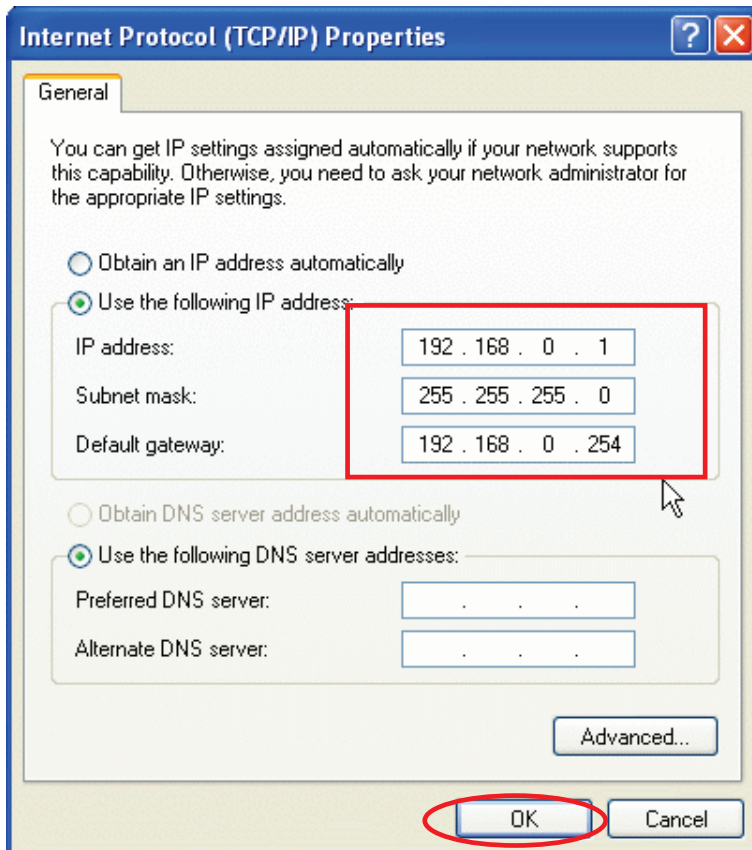 Internet Protocol (TCP/IP) Properties
?
General
You can get IP settings assigned automatically if your network supports
this capability. Otherwise, you need to ask your network administrator for
the appropriate IP settings.
Obtain an IP address automatically
Use the following IP address:
IP address: 192 . 168 . 0 . 1
Subnet mask: 255 . 255 . 255 . 0
Default gateway: 192 . 168 . 0 . 254
Obtain DNS server address automatically
Use the following DNS server addresses:
Preferred DNS server: . . .
Alternate DNS server: . . .
Advanced...
OK Cancel